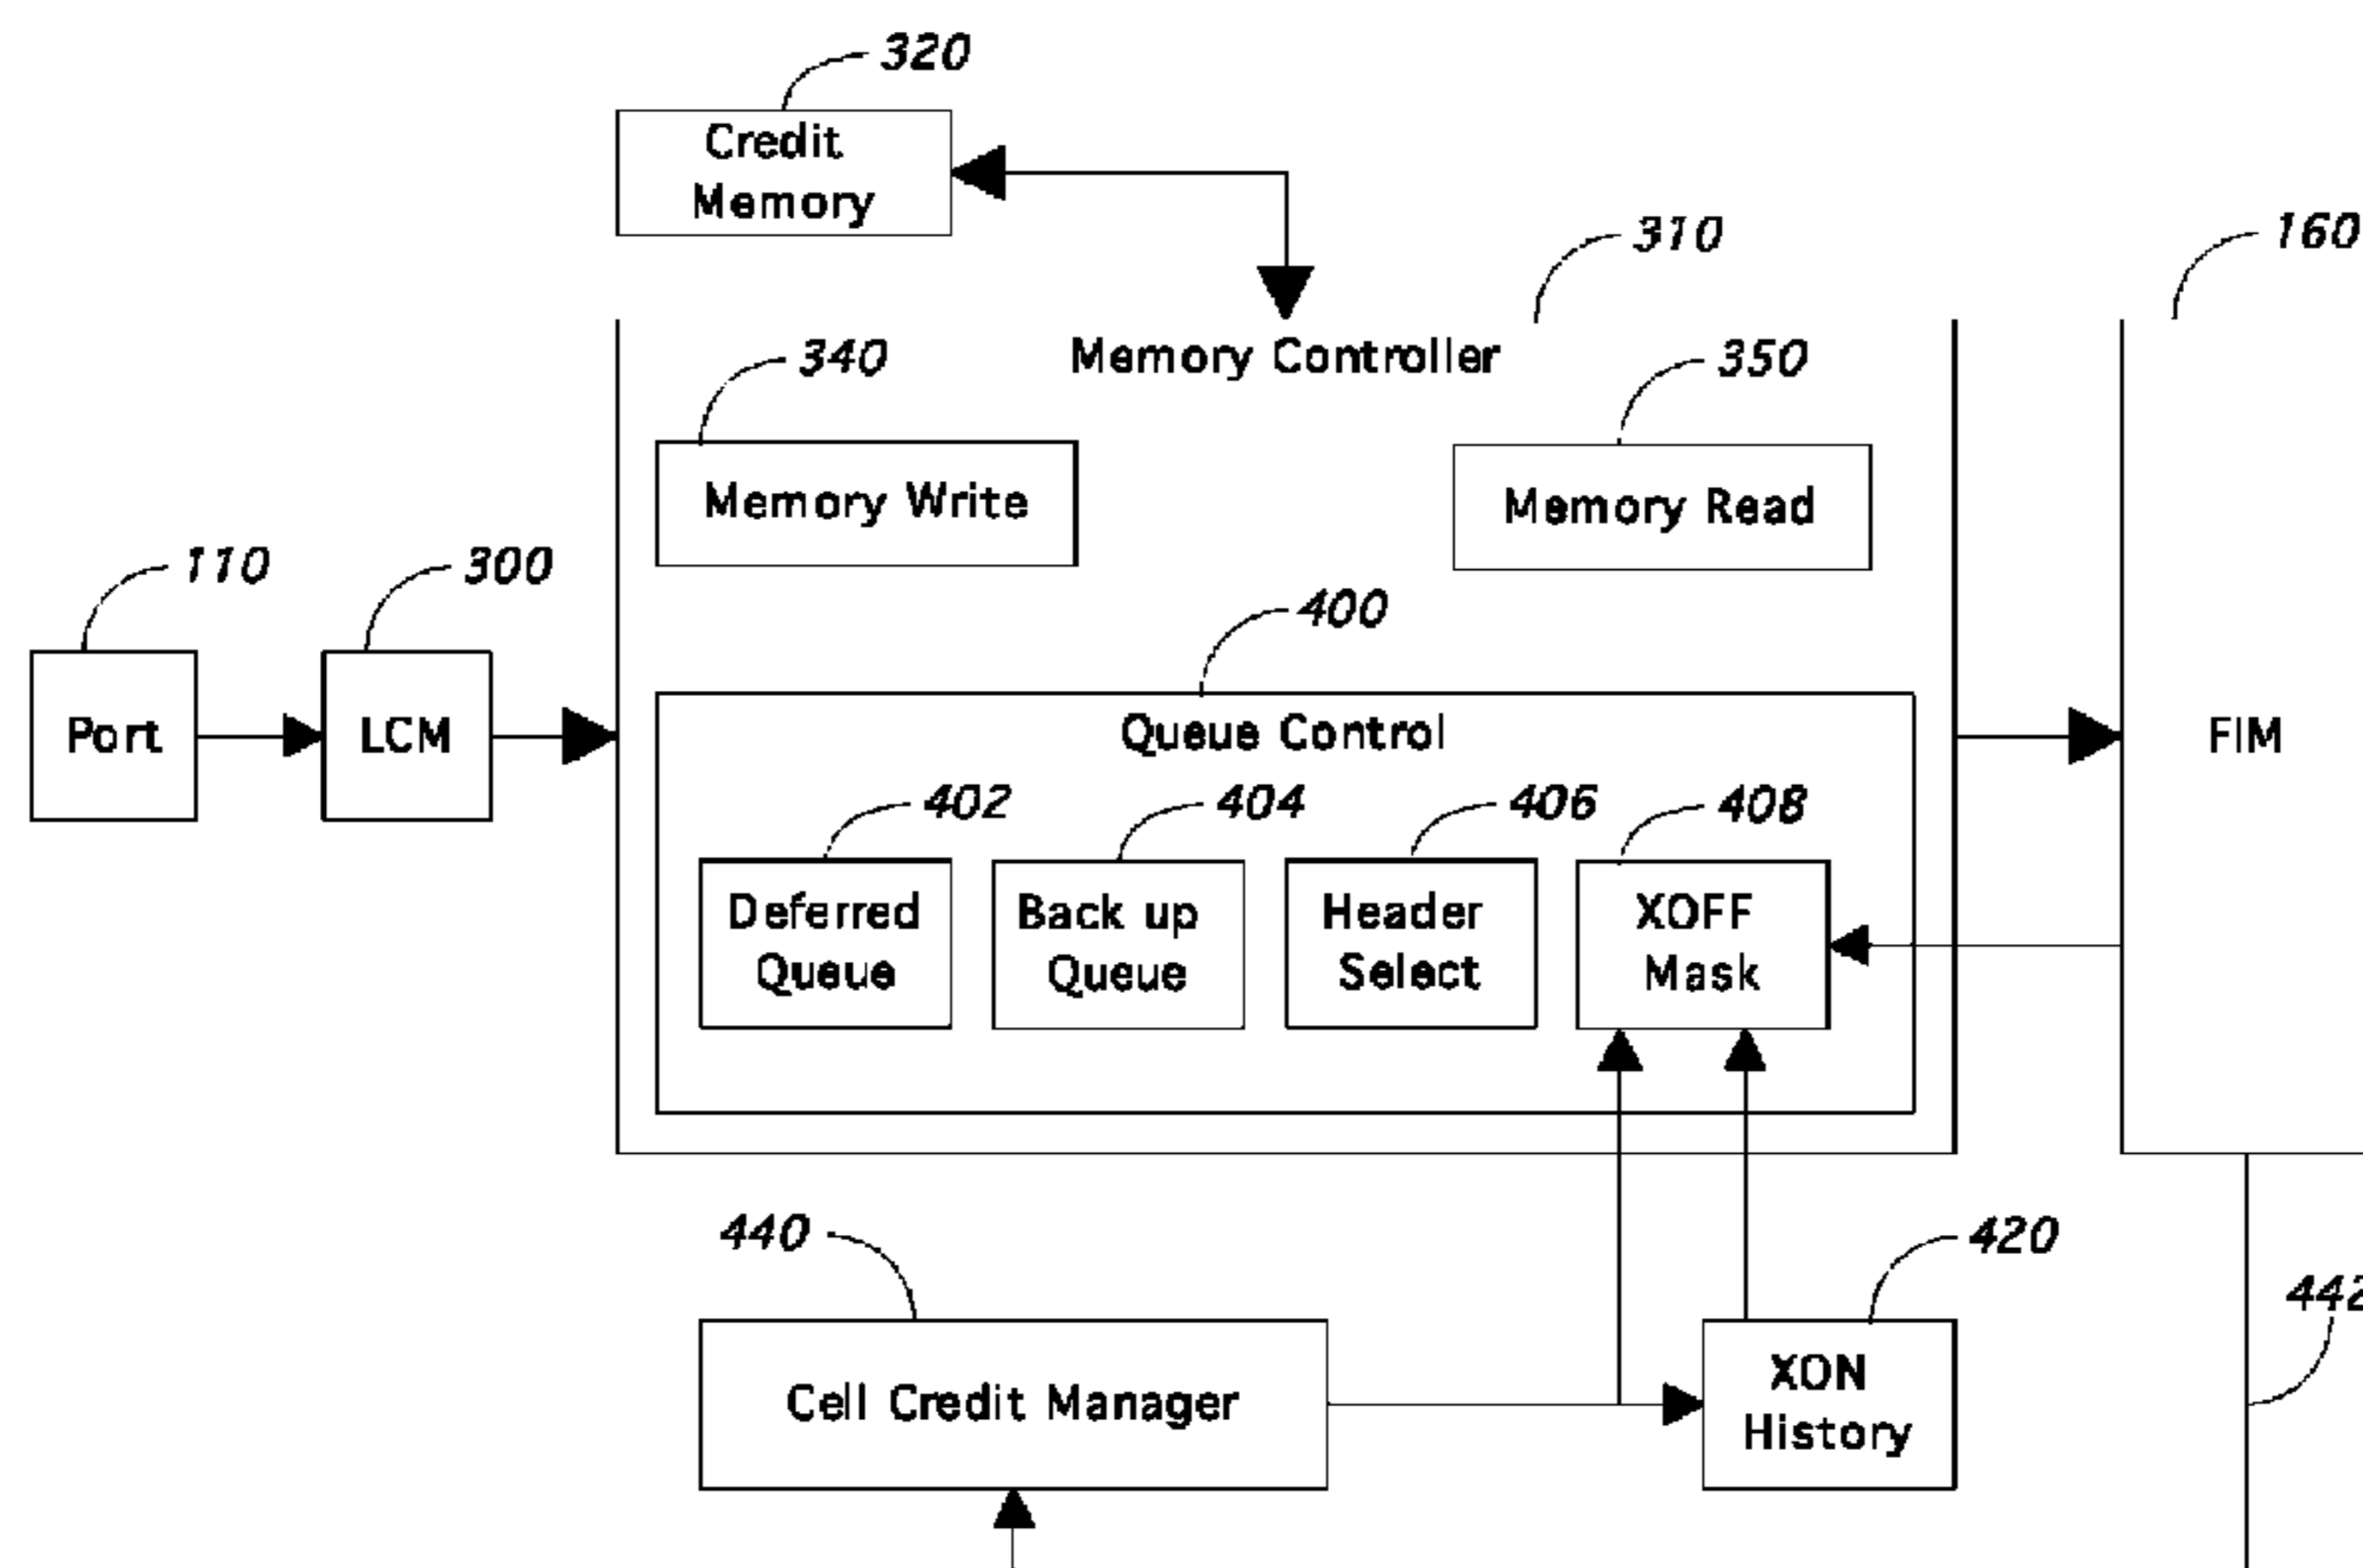 320
Credit
Memory
310
160
Memory Controller
340
350
Memory Write
Memory Read
110
300
400
Port
LCM
Queue Control
FIM
402
404
406
408
Deferred
Queue
Back up
Queue
Header
Select
XOFF
Mask
440
420
442
Cell Credit Manager
XON
History